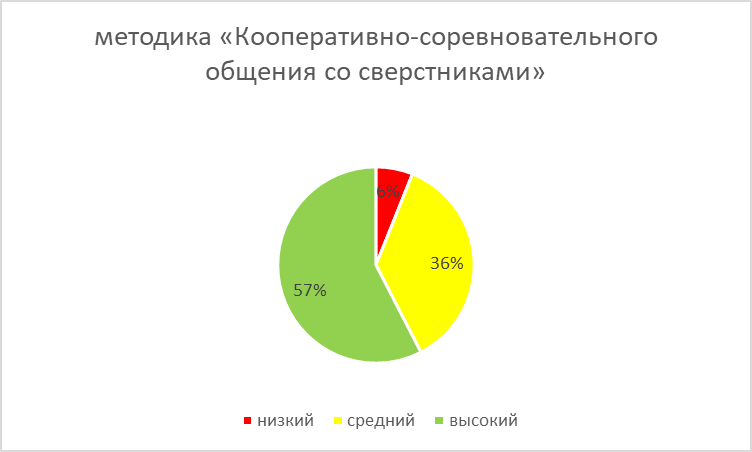 методика «Кооперативно-соревновательного
общения со сверстниками»
6%
36%
57%
низкий средний высокий